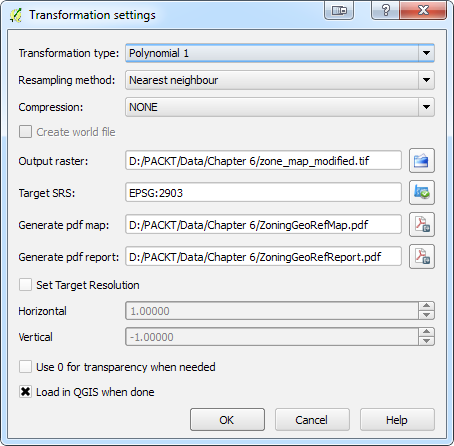 Transformation settings
Transformation type: Polynomial 1
Resampling method: Nearest neighbour
Compression: NONE
Create world file
Output raster: D:/PACKT/Data/Chapter 6/zone_map_modified.tif
Target SRS: EPSG:2903
Generate pdf map: D:/PACKT/Data/Chapter 6/ZoningGeoRefMap.pdf
Generate pdf report: D:/PACKT/Data/Chapter 6/ZoningGeoRefReport.pdf
Set Target Resolution
Horizontal 1.00000
Vertical -1.00000
Use 0 for transparency when needed
Load in QGIS when done
OK Cancel Help